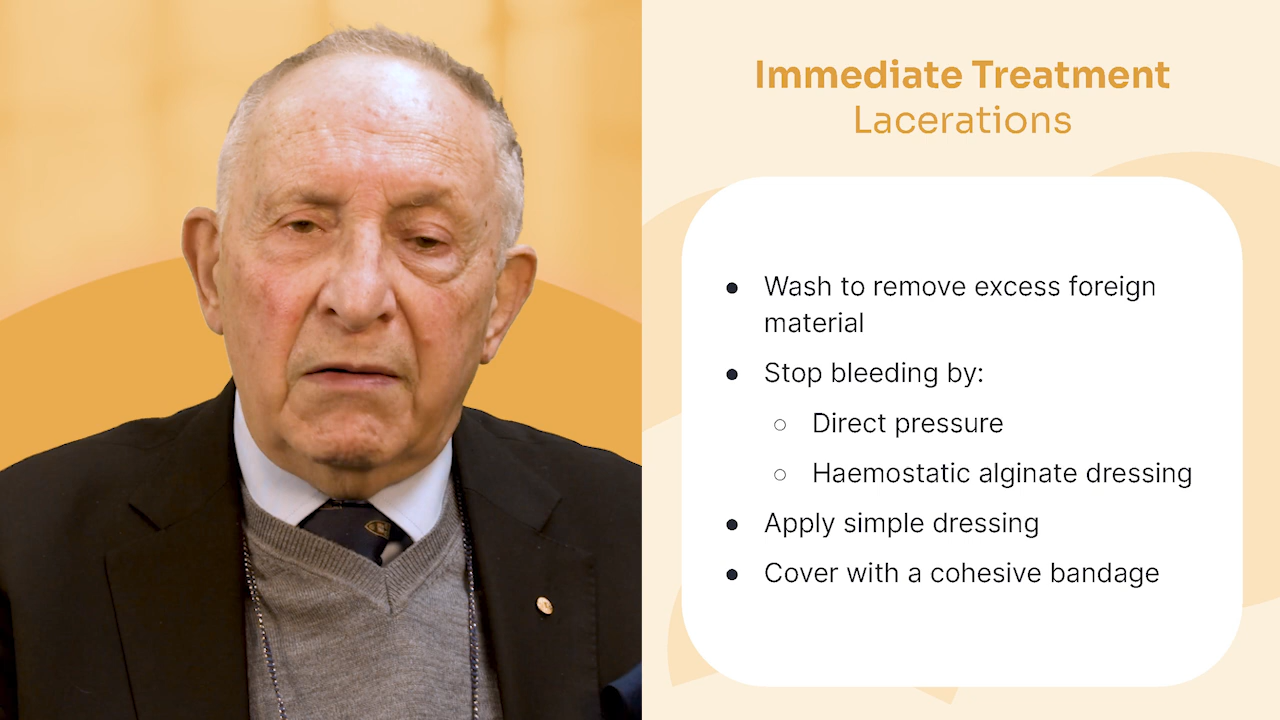 Immediate Treatment
Lacerations
● Wash to remove excess foreign
material
● Stop bleeding by:
○ Direct pressure
○ Haemostatic alginate dressing
● Apply simple dressing
● Cover with a cohesive bandage